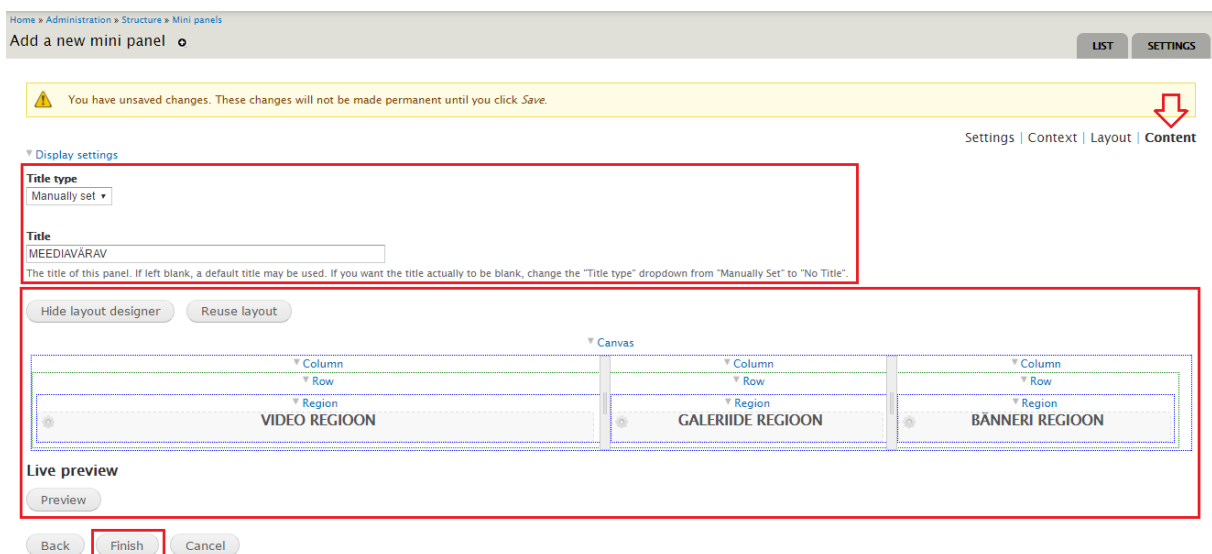 Home » Administration » Structure » Mini panels
Add a new mini panel
LIST SETTINGS
You have unsaved changes. These changes will not be made permanent until you click Save.
Settings | Context | Layout | Content
Display settings
Title type
Manually set
Title
MEEDIAVÄRAV
The title of this panel. If left blank, a default title may be used. If you want the title actually to be blank, change the "Title type" dropdown from "Manually Set" to "No Title".
Hide layout designer Reuse layout
Canvas
Column Column Column
Row Row Row
Region Region Region
VIDEO REGIOON GALERIIDE REGIOON BÄNNERI REGIOON
Live preview
Preview
Back Finish Cancel